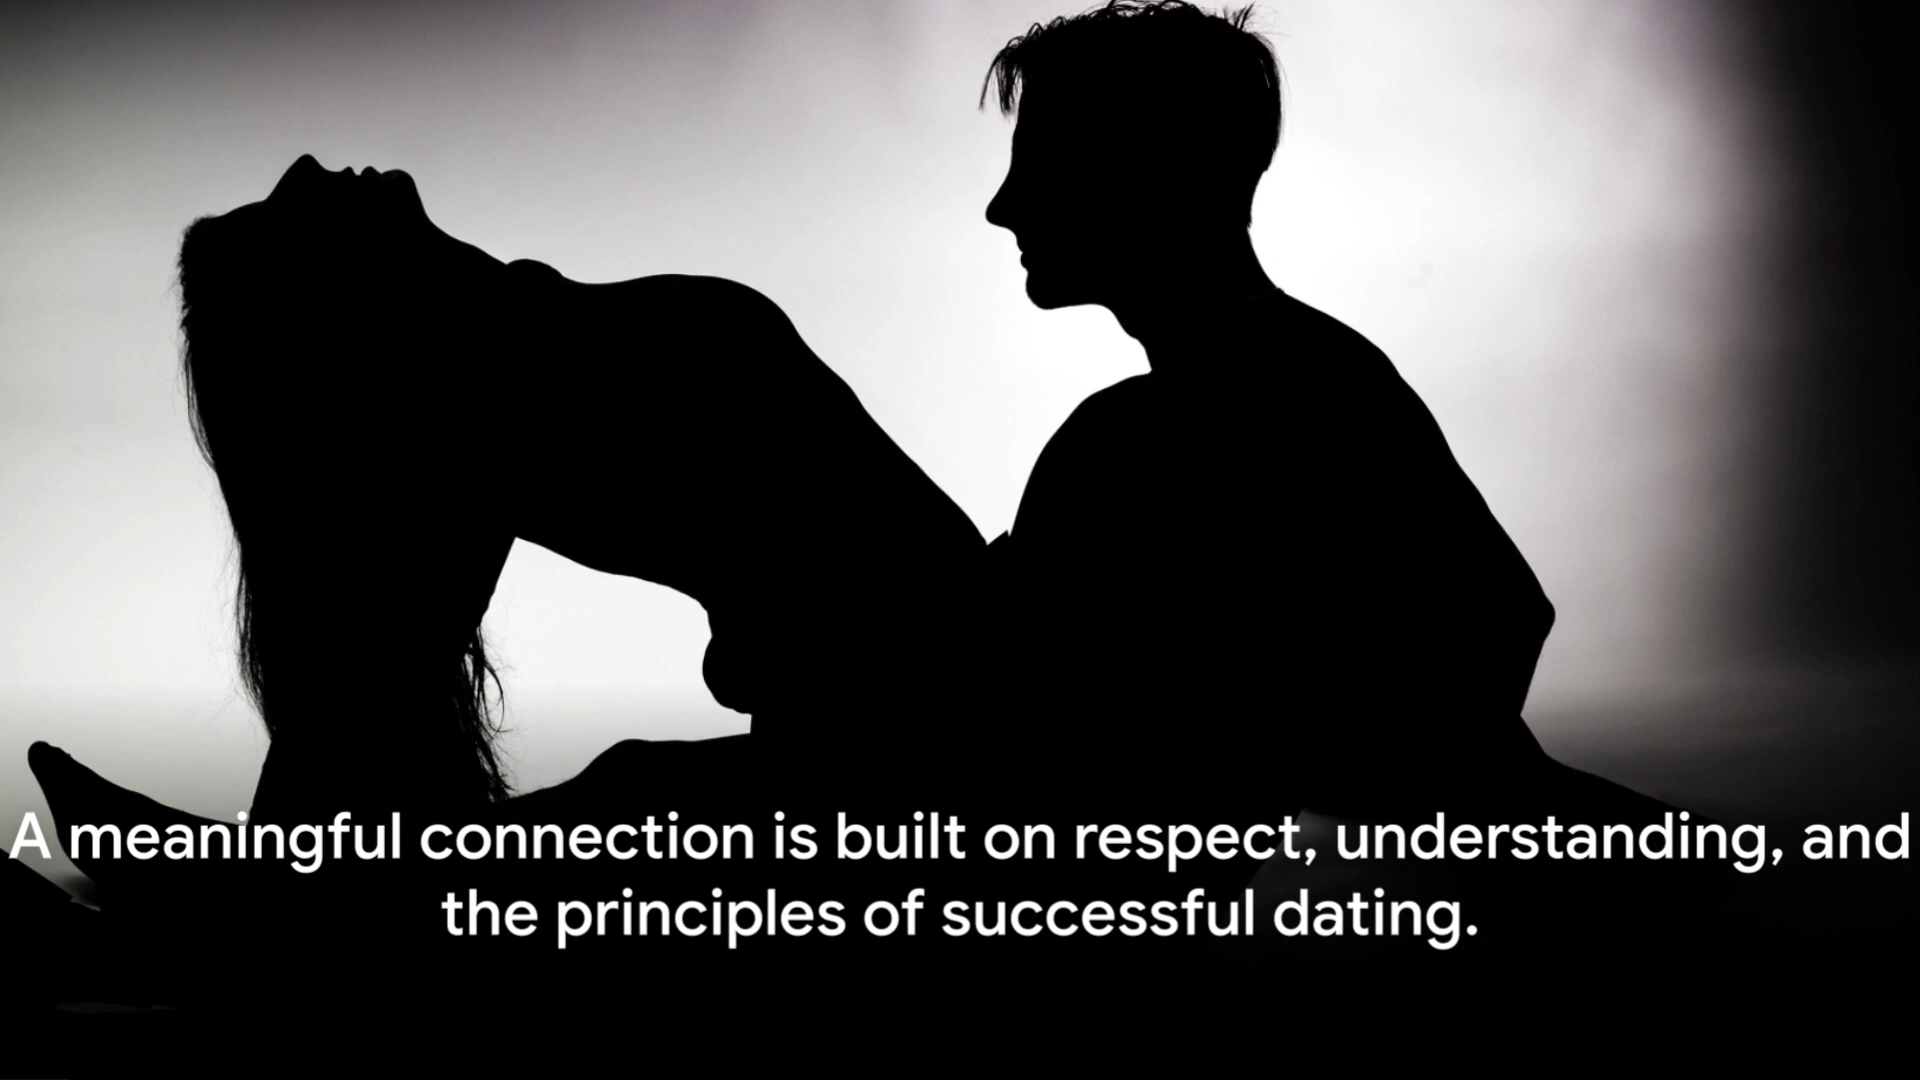 A meaningful connection is built on respect, understanding, and
the principles of successful dating.